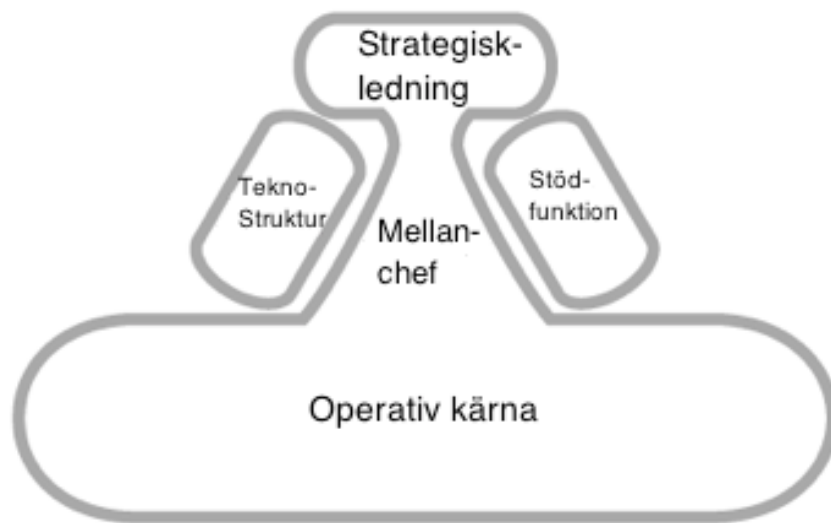 Strategisk-
ledning
Tekno-
Struktur
Stöd-
funktion
Mellan-
chef
Operativ kärna